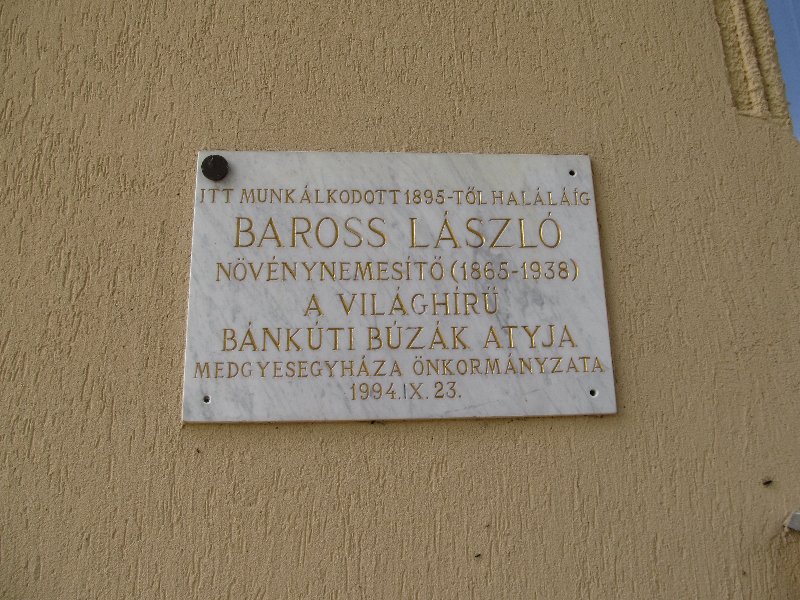 ITT MUNKÁLKODOTT 1895-TŐL HALÁLÁIG
BAROSS LÁSZLÓ
NÖVÉNYNEMESÍTŐ (1865-1938)
A VILÁGHÍRŰ
BÁNKÚTI BÚZÁK ATYJA
MEDGYESEGYHÁZA ÖNKORMÁNYZATA
1994.IX.23.